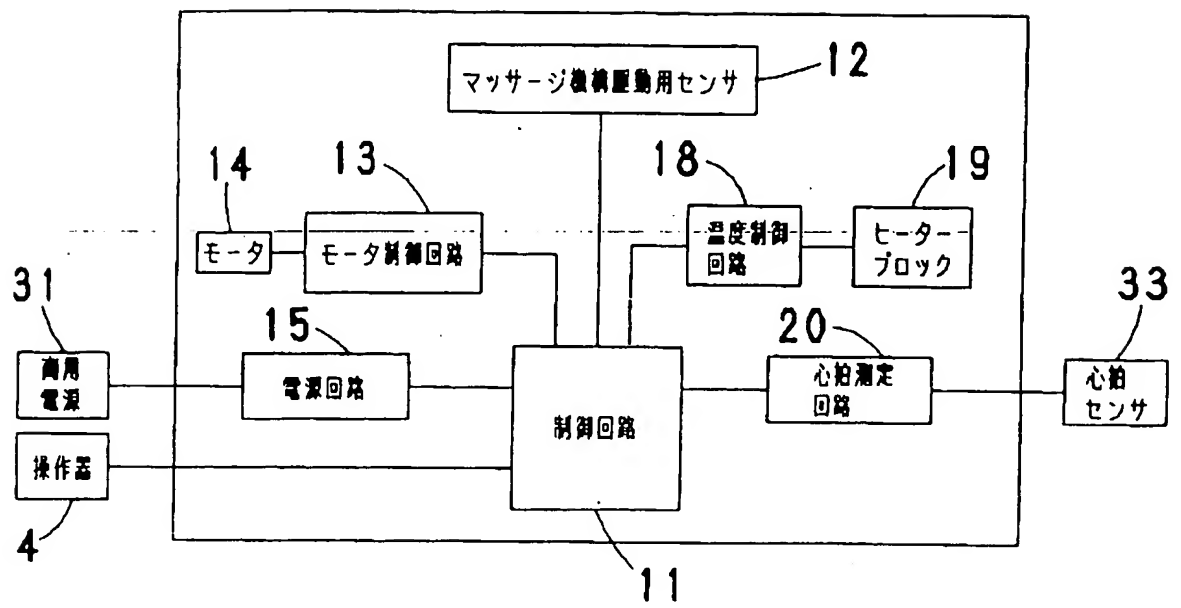 12
マッサージ機構駆動用センサ
14
13
18
19
モータ
モータ制御回路
温度制御
回路
ヒーター
ブロック
31
15
20
33
商用
電源
電源回路
制御回路
心拍測定
回路
心拍
センサ
操作器
4
11